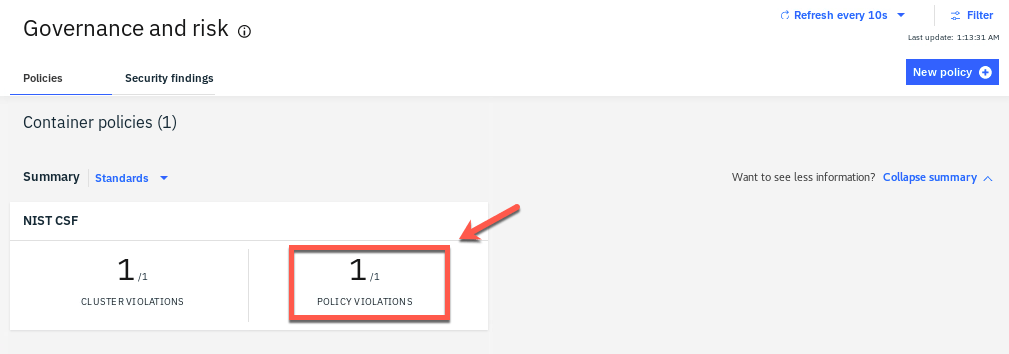 Governance and risk
Refresh every 10s
Filter
Last update: 1:13:31 AM
Policies
Security findings
New policy
Container policies (1)
Summary
Standards
Want to see less information? Collapse summary
NIST CSF
1 /1
CLUSTER VIOLATIONS
1 /1
POLICY VIOLATIONS